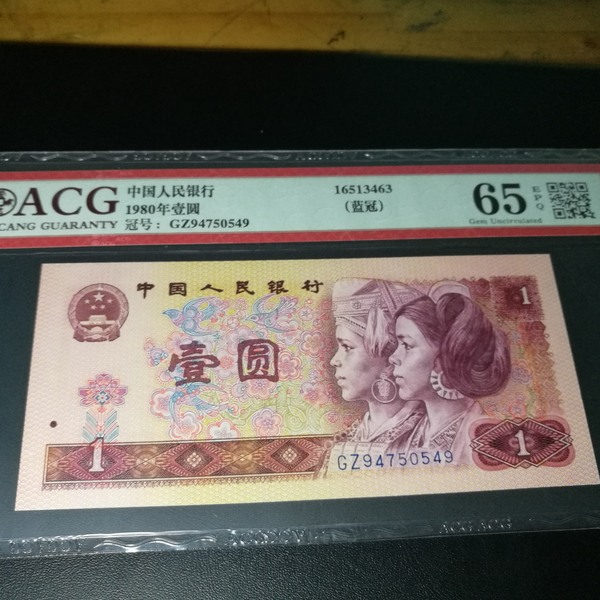 ACG
CANG GUARANTY
中国人民银行
1980年壹圆
冠号: GZ94750549
16513463
(蓝冠)
65
EPQ
Gem Uncirculated
中国人民银行
壹圆
1
1
1
GZ94750549
ACG ACG